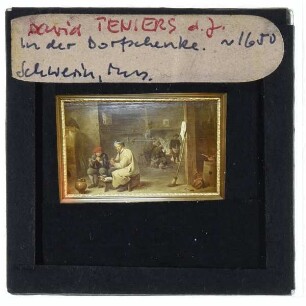 David TENIERS d. J.
In der Dorfschenke. ~1650
Schwerin, Mus.